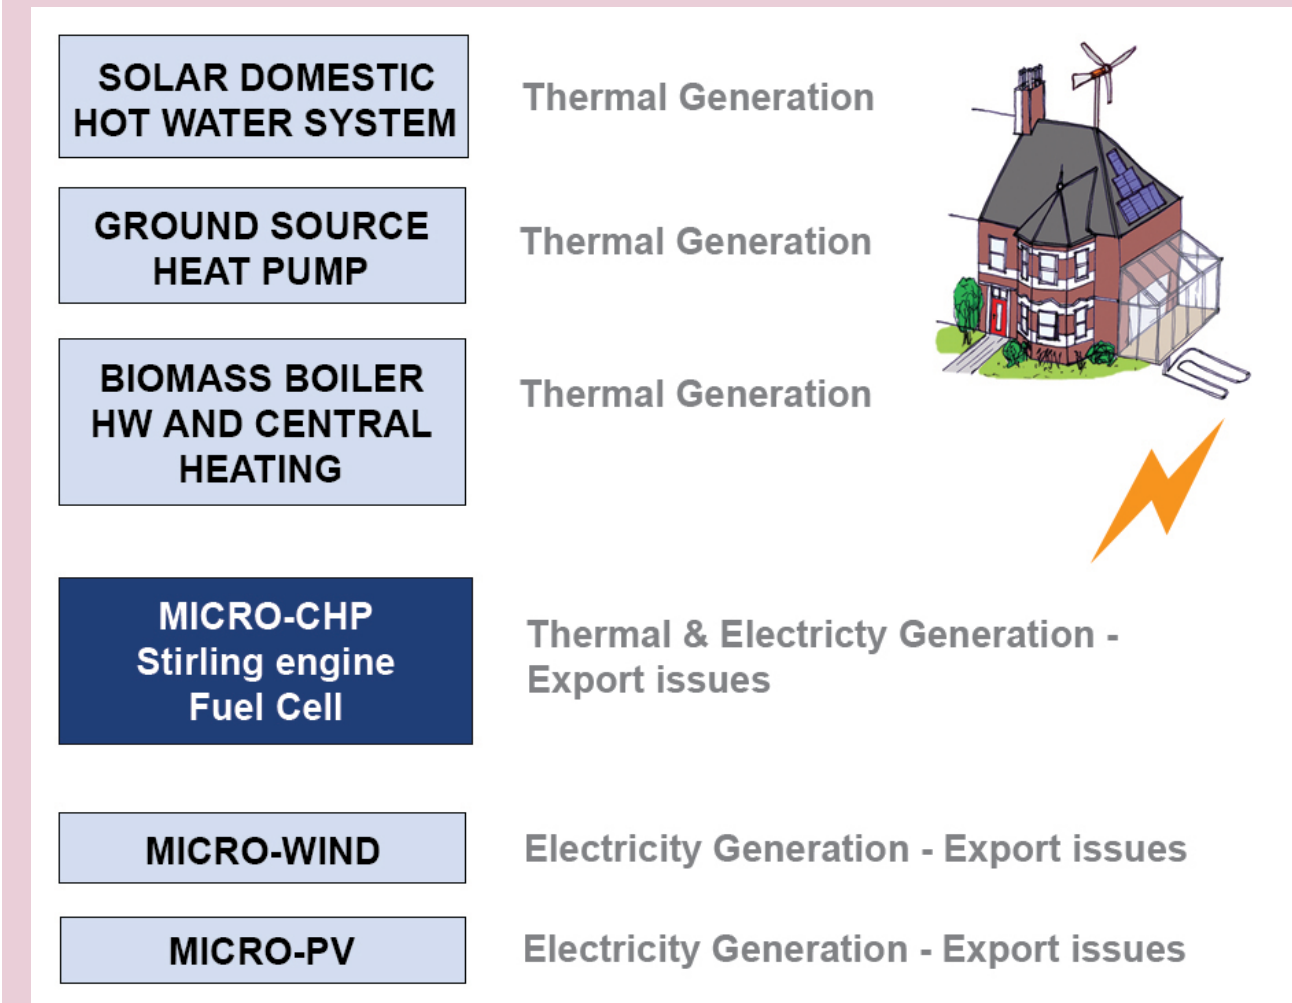 SOLAR DOMESTIC
HOT WATER SYSTEM
Thermal Generation
GROUND SOURCE
HEAT PUMP
Thermal Generation
BIOMASS BOILER
HW AND CENTRAL
HEATING
Thermal Generation
MICRO-CHP
Stirling engine
Fuel Cell
Thermal & Electricty Generation -
Export issues
MICRO-WIND
Electricity Generation - Export issues
MICRO-PV
Electricity Generation - Export issues